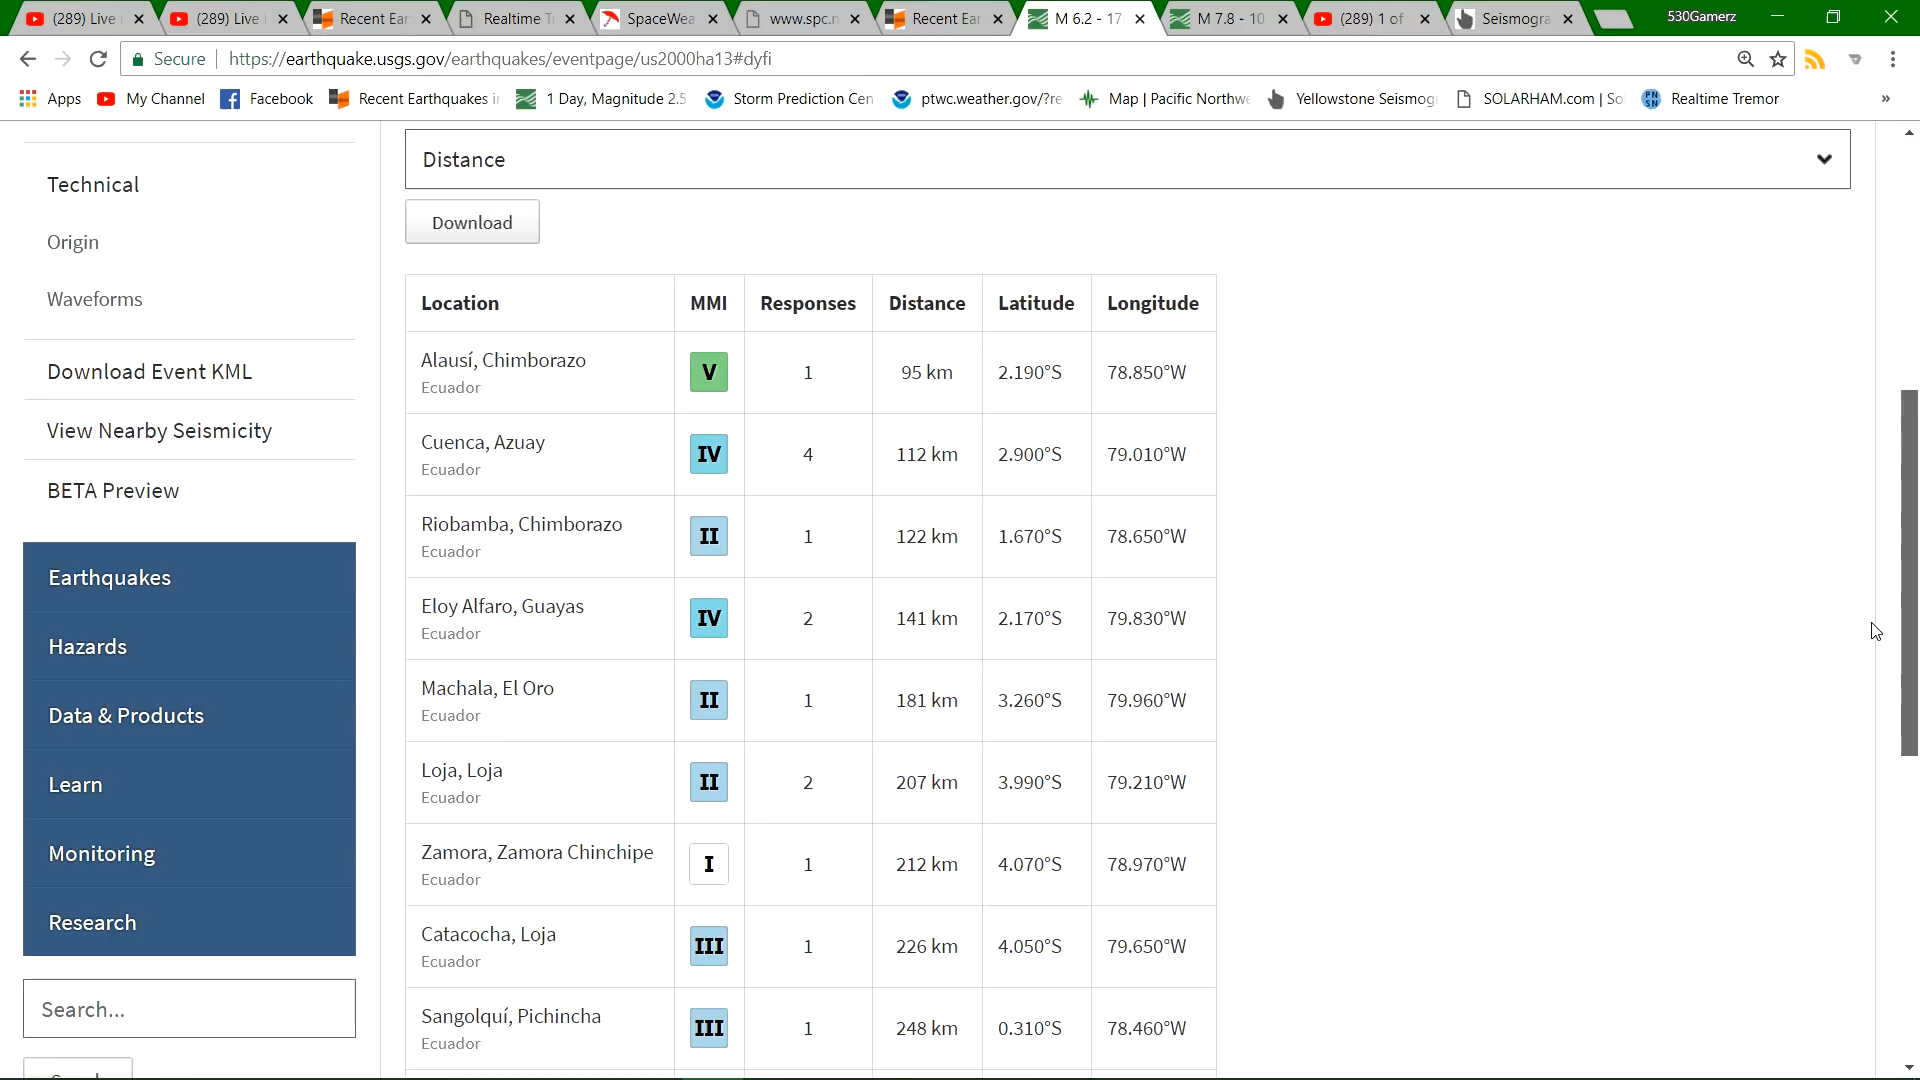 (289) Live
(289) Live
Recent Ear
Realtime T
SpaceWea
www.spc.n
Recent Ear
M 6.2 - 17
M 7.8 - 10
(289) 1 of
Seismogra
530Gamerz
Secure
https://earthquake.usgs.gov/earthquakes/eventpage/us2000ha13#dyfi
Apps
My Channel
Facebook
Recent Earthquakes i
1 Day, Magnitude 2.5
Storm Prediction Cen
ptwc.weather.gov/?re
Map | Pacific Northwe
Yellowstone Seismog
SOLARHAM.com | So
Realtime Tremor
»
Technical
Origin
Waveforms
Download Event KML
View Nearby Seismicity
BETA Preview
Earthquakes
Hazards
Data & Products
Learn
Monitoring
Research
Search...
Distance
Download
Location MMI Responses Distance Latitude Longitude
Alausí, Chimborazo
Ecuador
V 1 95 km 2.190°S 78.850°W
Cuenca, Azuay
Ecuador
IV 4 112 km 2.900°S 79.010°W
Riobamba, Chimborazo
Ecuador
II 1 122 km 1.670°S 78.650°W
Eloy Alfaro, Guayas
Ecuador
IV 2 141 km 2.170°S 79.830°W
Machala, El Oro
Ecuador
II 1 181 km 3.260°S 79.960°W
Loja, Loja
Ecuador
II 2 207 km 3.990°S 79.210°W
Zamora, Zamora Chinchipe
Ecuador
I 1 212 km 4.070°S 78.970°W
Catacocha, Loja
Ecuador
III 1 226 km 4.050°S 79.650°W
Sangolquí, Pichincha
Ecuador
III 1 248 km 0.310°S 78.460°W